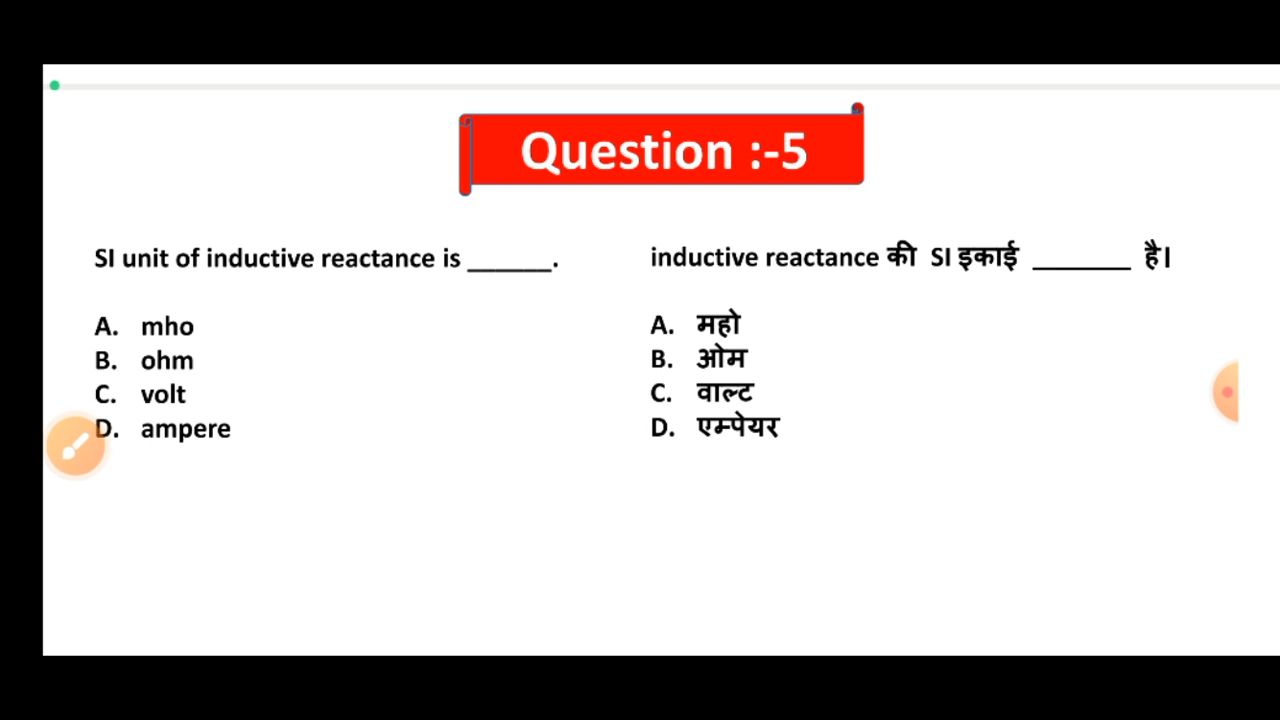 Question :-5
SI unit of inductive reactance is ______.
A. mho
B. ohm
C. volt
D. ampere
inductive reactance की SI इकाई _______ है।
A. महो
B. ओम
C. वाल्ट
D. एम्पेयर